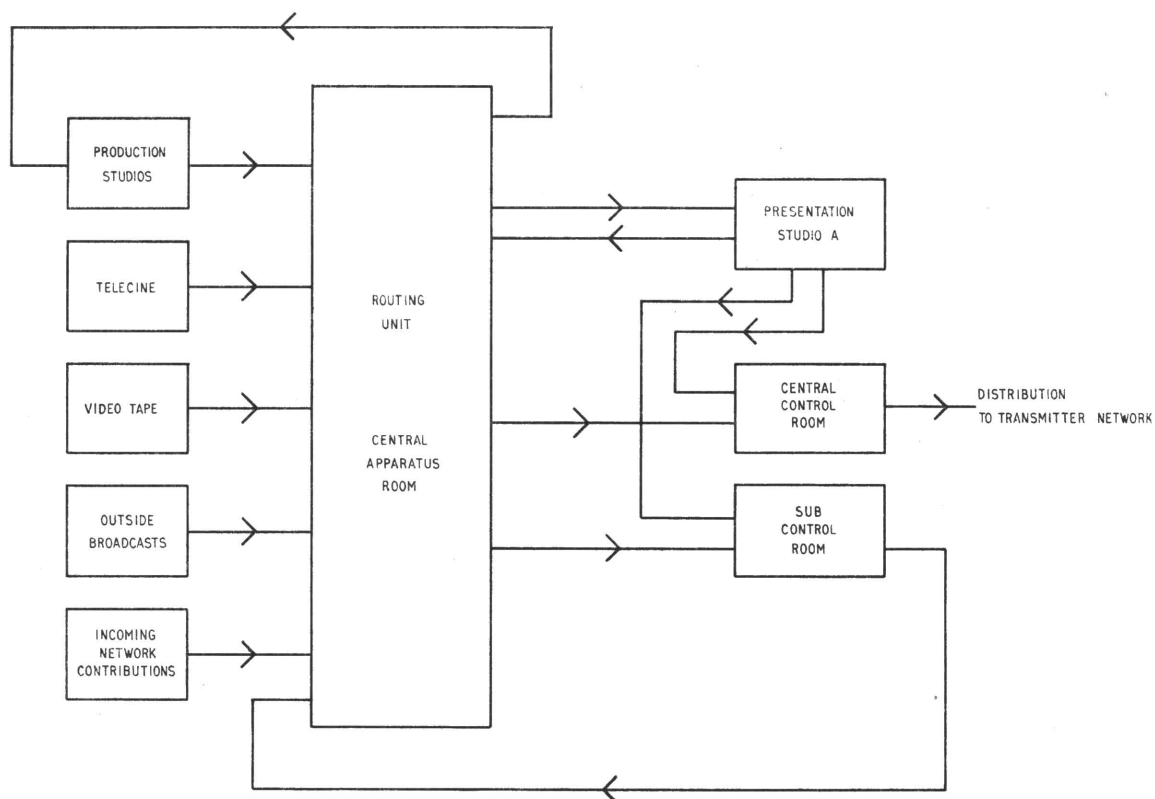 PRODUCTION
STUDIOS
TELECINE
VIDEO TAPE
OUTSIDE
BROADCASTS
INCOMING
NETWORK
CONTRIBUTIONS
ROUTING
UNIT
CENTRAL
APPARATUS
ROOM
PRESENTATION
STUDIO A
CENTRAL
CONTROL
ROOM
DISTRIBUTION
TO TRANSMITTER NETWORK
SUB
CONTROL
ROOM